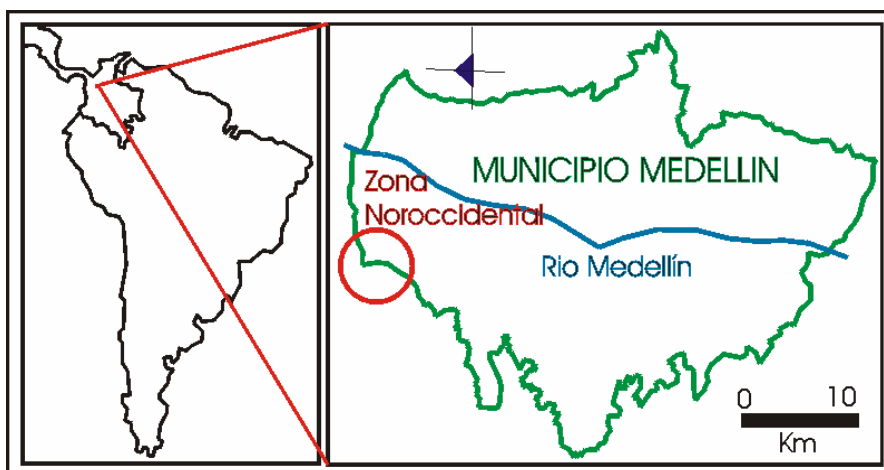 MUNICIPIO MEDELLIN
Zona
Noroccidental
Rio Medellín
0 10
Km